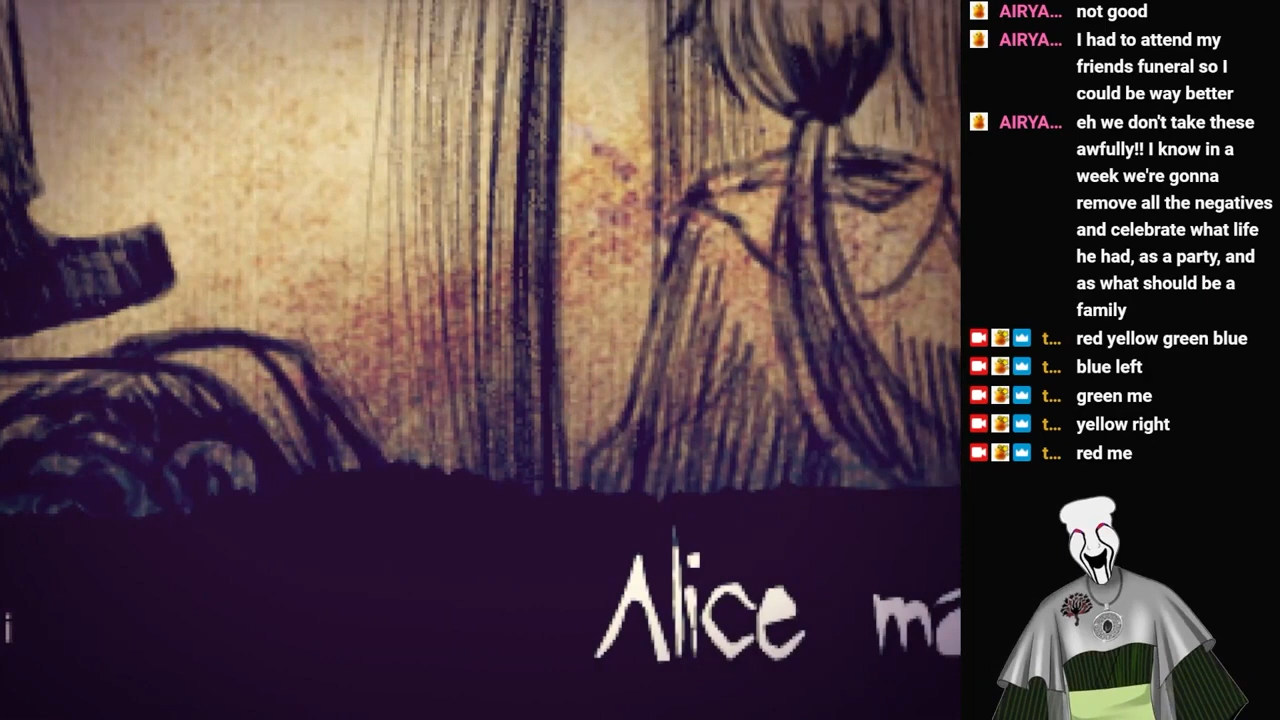 AIRYA... not good
AIRYA... I had to attend my
friends funeral so I
could be way better
AIRYA... eh we don't take these
awfully!! I know in a
week we're gonna
remove all the negatives
and celebrate what life
he had, as a party, and
as what should be a
family
t... red yellow green blue
t... blue left
t... green me
t... yellow right
t... red me
i Alice ma